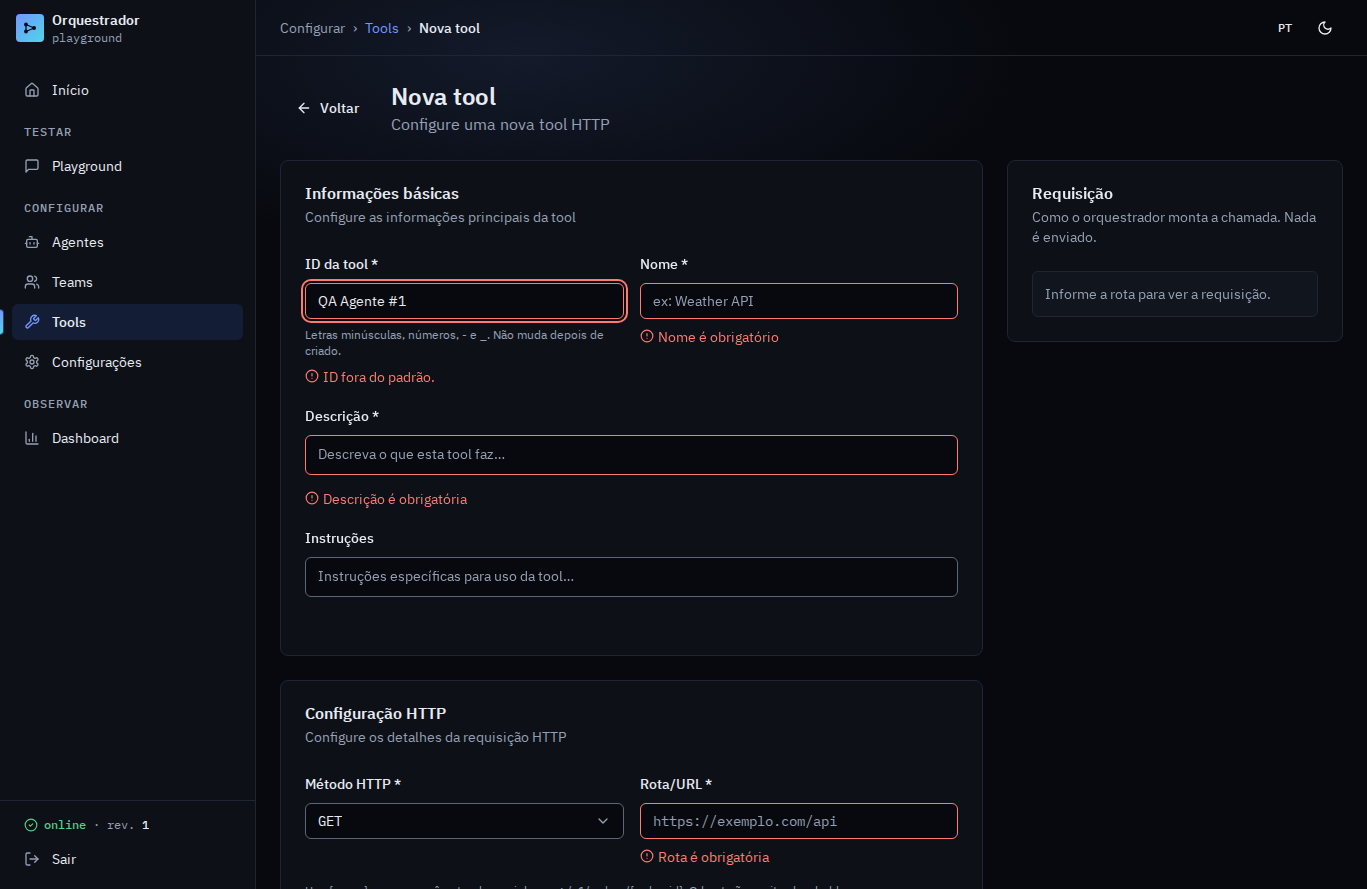 Orquestrador
playground
Início
TESTAR
Playground
CONFIGURAR
Agentes
Teams
Tools
Configurações
OBSERVAR
Dashboard
online · rev. 1
Sair
Configurar › Tools › Nova tool
PT
Voltar
Nova tool
Configure uma nova tool HTTP
Informações básicas
Configure as informações principais da tool
ID da tool *
QA Agente #1
Letras minúsculas, números, - e _. Não muda depois de
criado.
ID fora do padrão.
Nome *
ex: Weather API
Nome é obrigatório
Descrição *
Descreva o que esta tool faz...
Descrição é obrigatória
Instruções
Instruções específicas para uso da tool...
Configuração HTTP
Configure os detalhes da requisição HTTP
Método HTTP *
GET
Rota/URL *
https://exemplo.com/api
Rota é obrigatória
Requisição
Como o orquestrador monta a chamada. Nada
é enviado.
Informe a rota para ver a requisição.